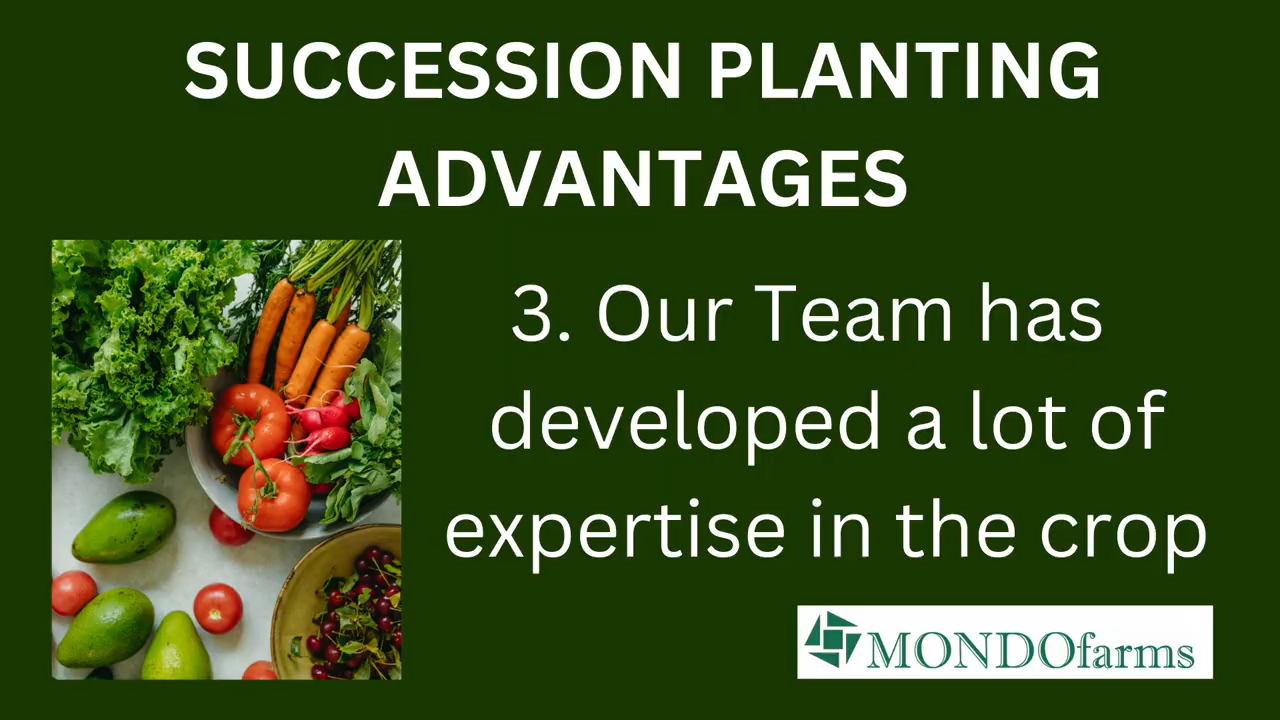 SUCCESSION PLANTING
ADVANTAGES
3. Our Team has
developed a lot of
expertise in the crop
MONDOfarms